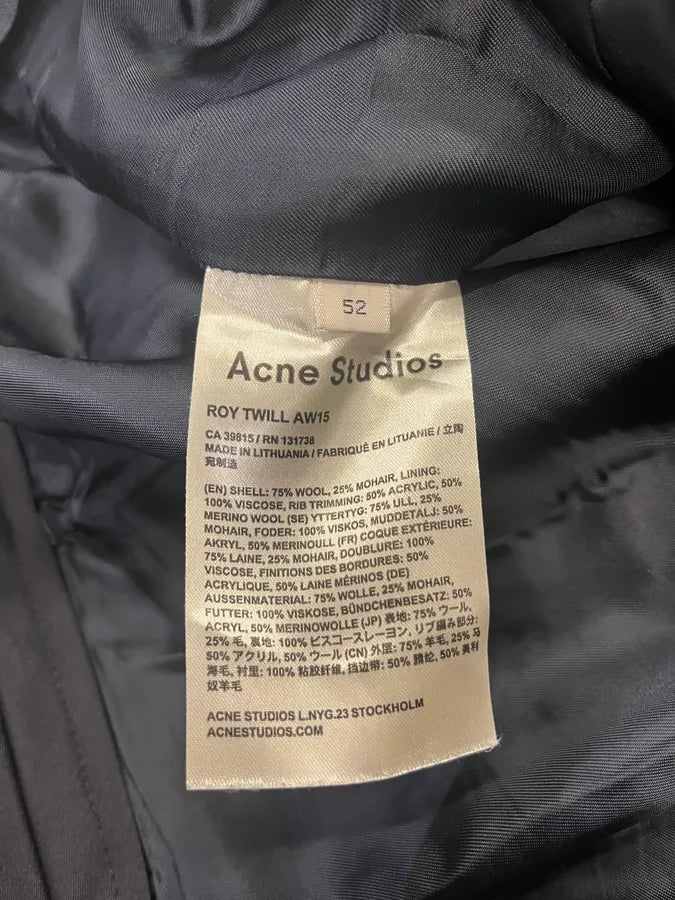 52
Acne Studios
ROY TWILL AW15
CA 39815 / RN 131738
MADE IN LITHUANIA / FABRIQUÉ EN LITUANIE / 立陶
宛制造
(EN) SHELL: 75% WOOL, 25% MOHAIR, LINING:
100% VISCOSE, RIB TRIMMING: 50% ACRYLIC, 50%
MERINO WOOL (SE) YTTERTYG: 75% ULL, 25%
MOHAIR, FODER: 100% VISKOS, MUDDETALJ: 50%
AKRYL, 50% MERINOULL (FR) COQUE EXTÉRIEURE:
75% LAINE, 25% MOHAIR, DOUBLURE: 100%
VISCOSE, FINITIONS DES BORDURES: 50%
ACRYLIQUE, 50% LAINE MÉRINOS (DE)
AUSSENMATERIAL: 75% WOLLE, 25% MOHAIR,
FUTTER: 100% VISKOSE, BÜNDCHENBESATZ: 50%
ACRYL, 50% MERINOWOLLE (JP) 表地: 75% ウール,
25% 毛, 裏地: 100% ビスコースレーヨン, リブ編み部分:
50% アクリル, 50% ウール (CN) 外层: 75% 羊毛, 25% 马
海毛, 衬里: 100% 粘胶纤维, 挡边带: 50% 腈纶, 50% 美利
奴羊毛
ACNE STUDIOS L.NYG.23 STOCKHOLM
ACNESTUDIOS.COM